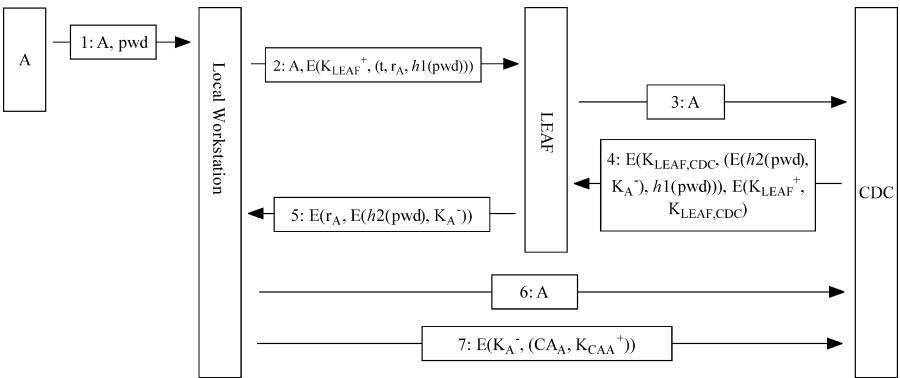 A
1: A, pwd
Local Workstation
2: A, E(K_LEAF^+, (t, r_A, h1(pwd)))
LEAF
3: A
4: E(K_LEAF,CDC, (E(h2(pwd),
K_A^-), h1(pwd))), E(K_LEAF^+,
K_LEAF,CDC)
CDC
5: E(r_A, E(h2(pwd), K_A^-))
6: A
7: E(K_A^-, (CA_A, K_CAA^+))